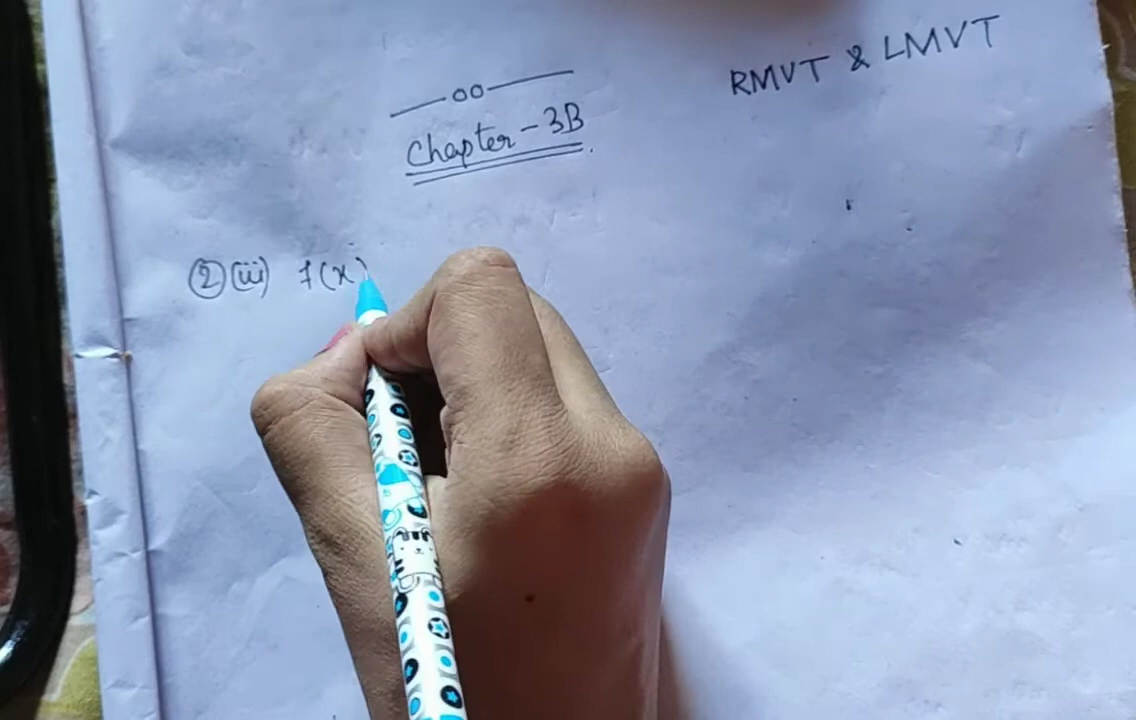 RMVT & LMVT
Chapter - 3B
② (iii) f(x)